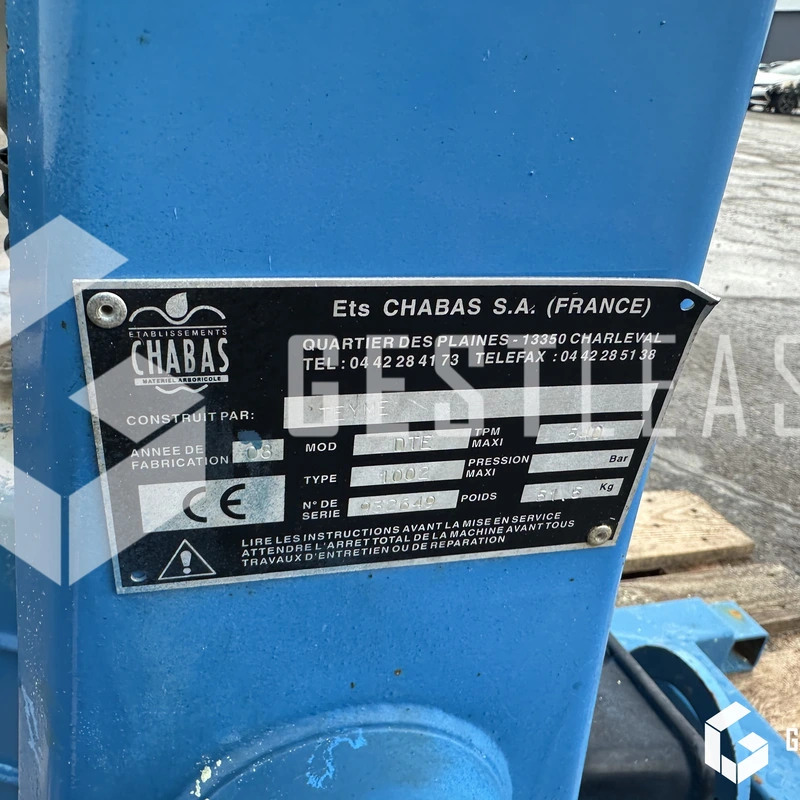 Ets CHABAS S.A. (FRANCE)
ETABLISSEMENTS
CHABAS
MATERIEL ARBORICOLE
QUARTIER DES PLAINES - 13350 CHARLEVAL
TEL : 04 42 28 41 73 TELEFAX : 04 42 28 51 38
CONSTRUIT PAR:
ANNEE DE FABRICATION 03
MOD DTE
TPM MAXI 540
TYPE 1002
PRESSION MAXI Bar
N° DE SERIE
POIDS Kg
CE
LIRE LES INSTRUCTIONS AVANT LA MISE EN SERVICE
ATTENDRE L'ARRET TOTAL DE LA MACHINE AVANT TOUS
TRAVAUX D'ENTRETIEN OU DE REPARATION
GESTLEAS
G